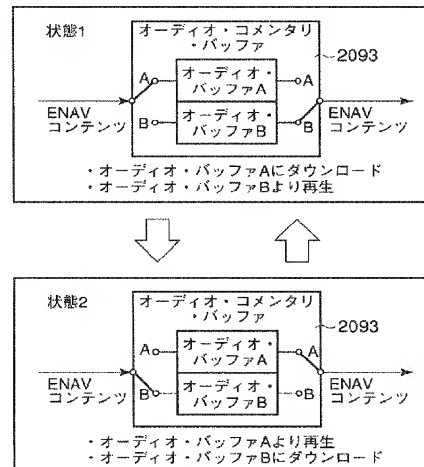 状態1
オーディオ・コメンタリ
・バッファ
2093
A
オーディオ・
バッファA
A
B
オーディオ・
バッファB
B
ENAV
コンテンツ
ENAV
コンテンツ
・オーディオ・バッファAにダウンロード
・オーディオ・バッファBより再生
状態2
オーディオ・コメンタリ
・バッファ
2093
A
オーディオ・
バッファA
A
B
オーディオ・
バッファB
B
ENAV
コンテンツ
ENAV
コンテンツ
・オーディオ・バッファAより再生
・オーディオ・バッファBにダウンロード